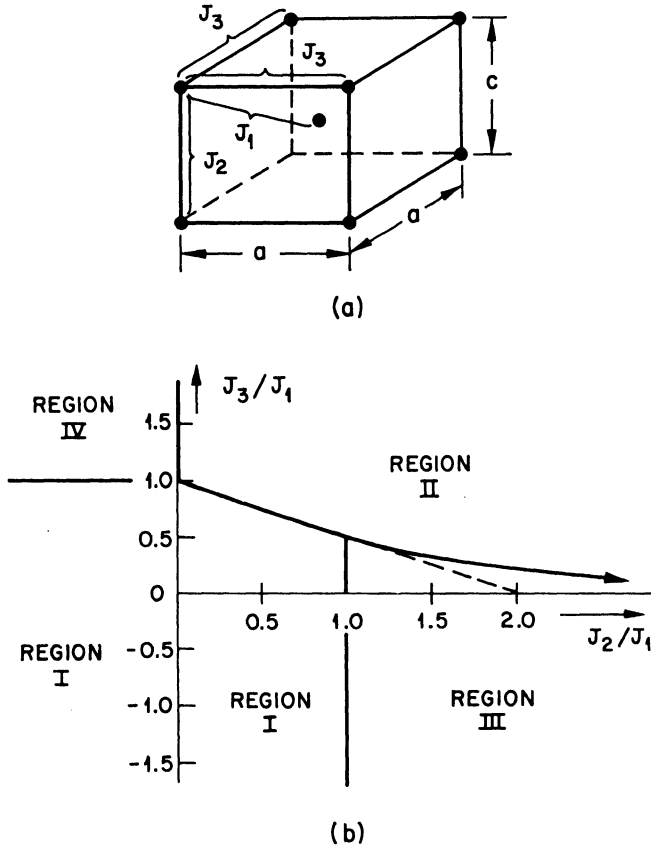 J₃
J₃
J₁
J₂
c
a
a
(a)
J₃/J₁
REGION
IV
1.5
REGION
II
1.0
0.5
0
0.5 1.0 1.5 2.0
J₂/J₁
REGION
I
-0.5
REGION
I
REGION
III
-1.0
-1.5
(b)